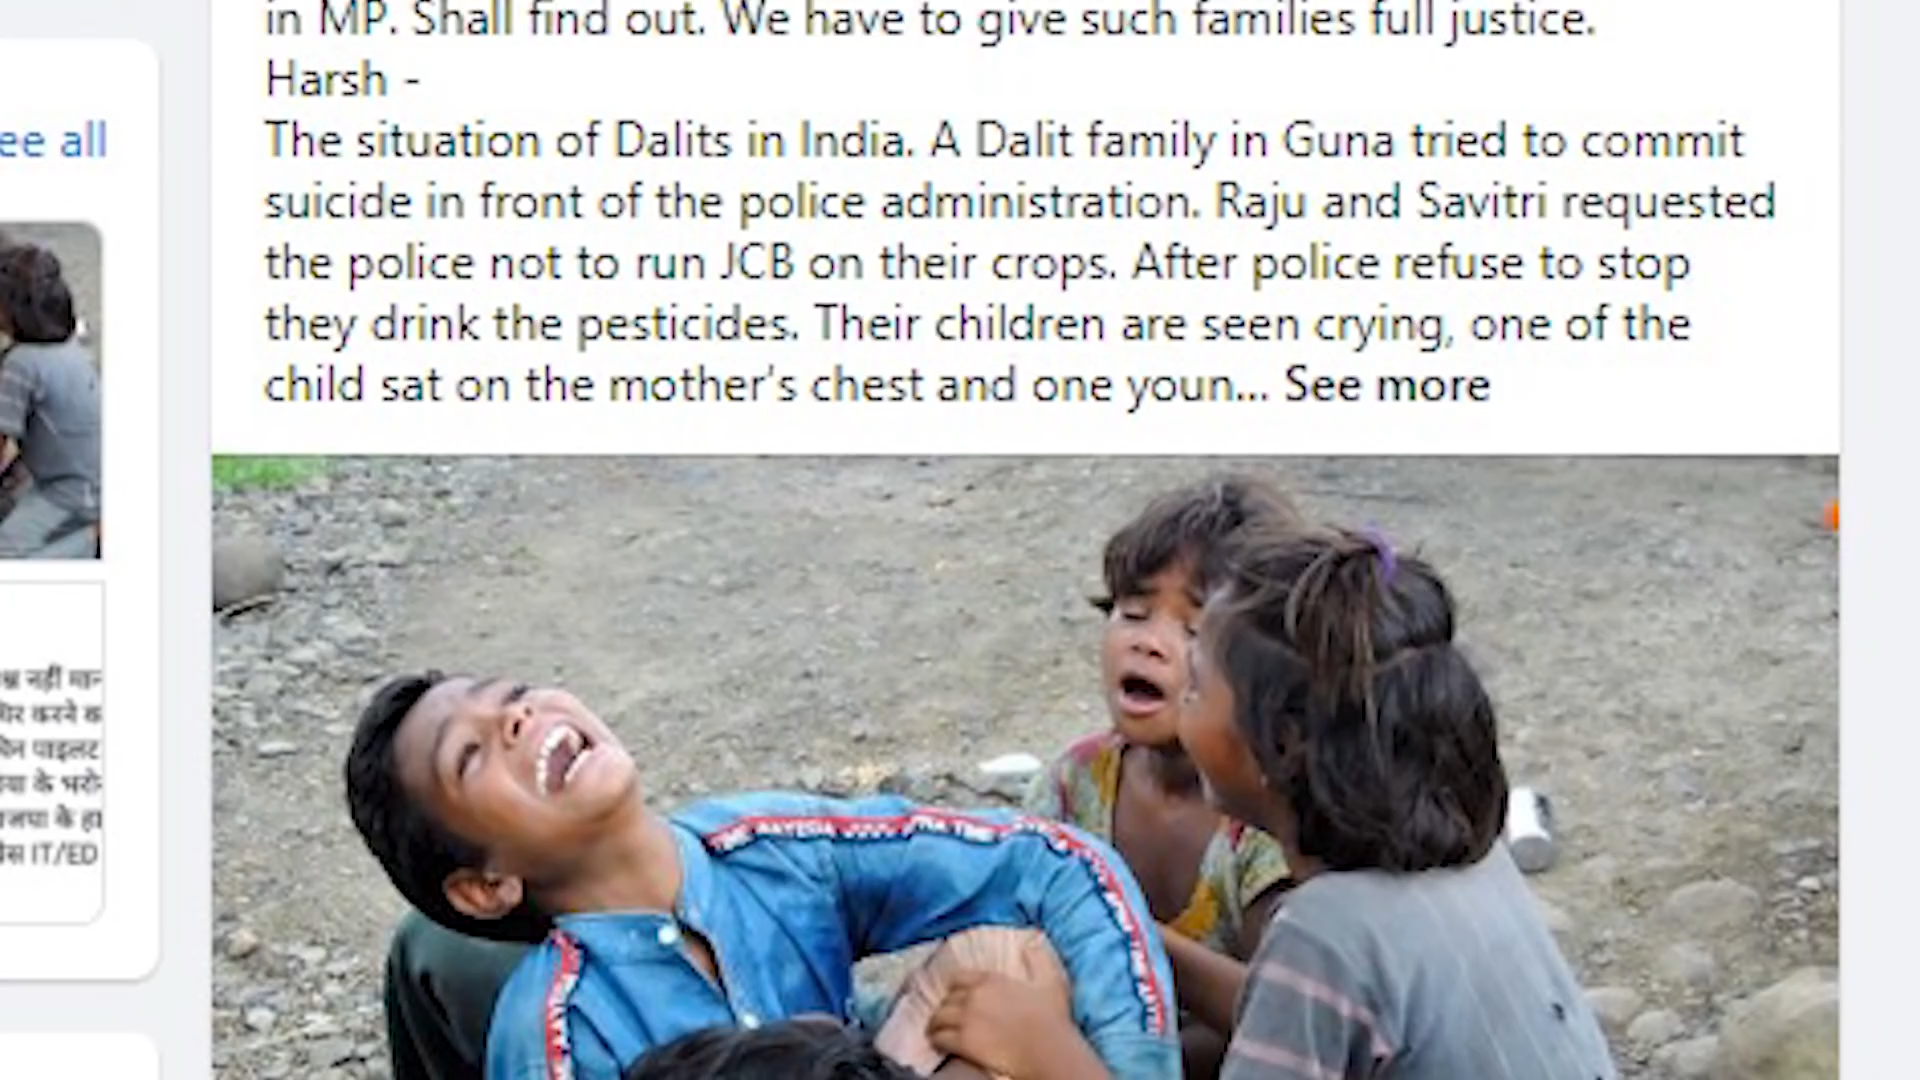 in MP. Shall find out. We have to give such families full justice.
Harsh -
The situation of Dalits in India. A Dalit family in Guna tried to commit
suicide in front of the police administration. Raju and Savitri requested
the police not to run JCB on their crops. After police refuse to stop
they drink the pesticides. Their children are seen crying, one of the
child sat on the mother's chest and one youn... See more
ee all
नहीं मान
थिर करने क
पाइलट
के भरो
के हा
IT/ED